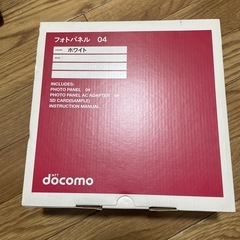 フォトパネル 04
ホワイト
INCLUDES:
PHOTO PANEL 04
PHOTO PANEL AC ADAPTER 04
SD CARD(SAMPLE)
INSTRUCTION MANUAL
docomo